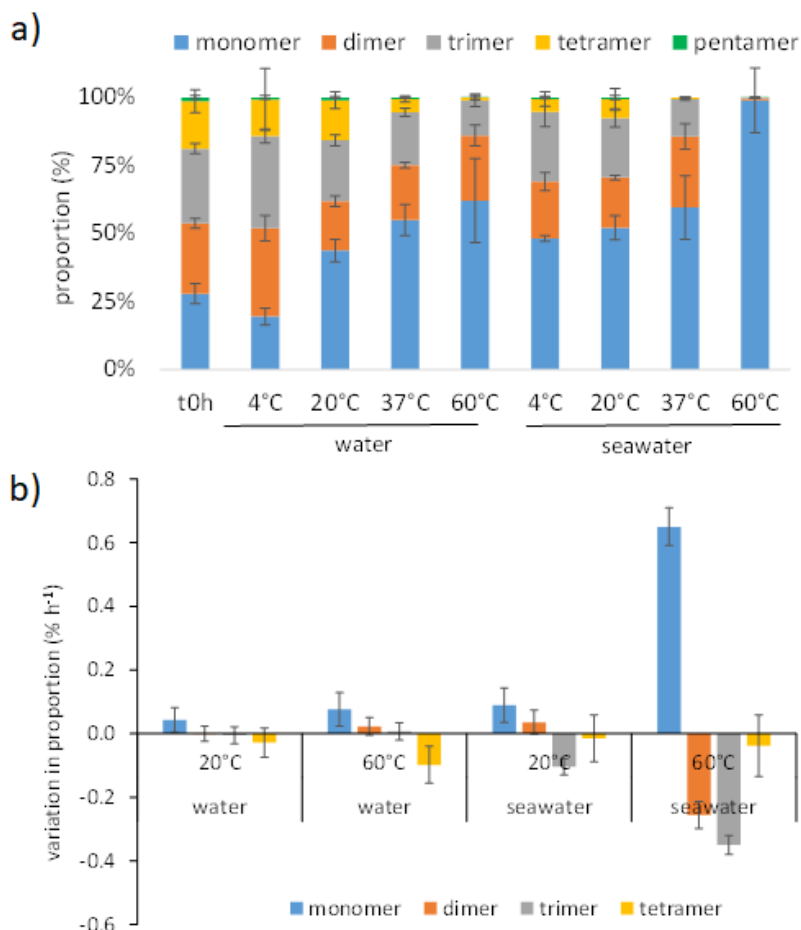 a)
monomer dimer trimer tetramer pentamer
100%
75%
50%
25%
0%
proportion (%)
t0h 4°C 20°C 37°C 60°C 4°C 20°C 37°C 60°C
water seawater
b)
0.8
0.6
0.4
0.2
0.0
-0.2
-0.4
-0.6
variation in proportion (% h⁻¹)
20°C 60°C 20°C 60°C
water water seawater seawater
monomer dimer trimer tetramer